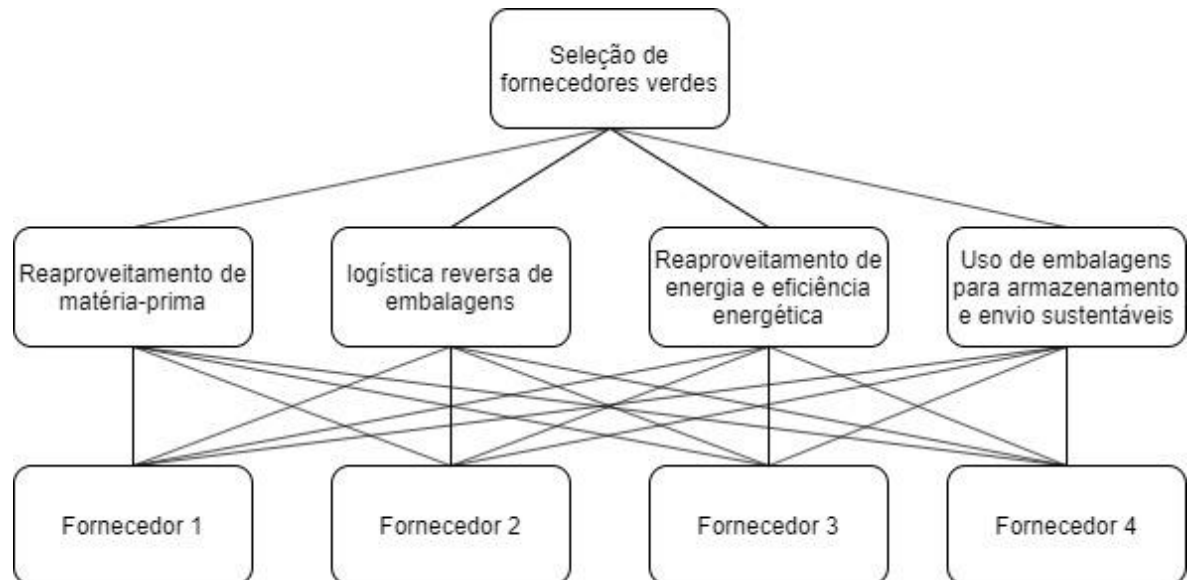 Seleção de
fornecedores verdes
Reaproveitamento de
matéria-prima
logística reversa de
embalagens
Reaproveitamento de
energia e eficiência
energética
Uso de embalagens
para armazenamento
e envio sustentáveis
Fornecedor 1
Fornecedor 2
Fornecedor 3
Fornecedor 4